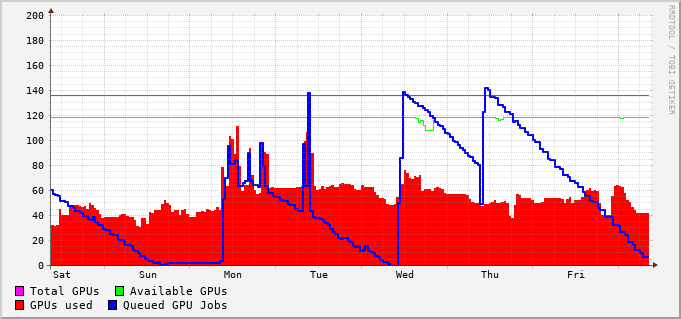 200
180
160
140
120
100
80
60
40
20
0
Sat Sun Mon Tue Wed Thu Fri
Total GPUs Available GPUs
GPUs used Queued GPU Jobs
RRDTOOL / TOBI OETIKER